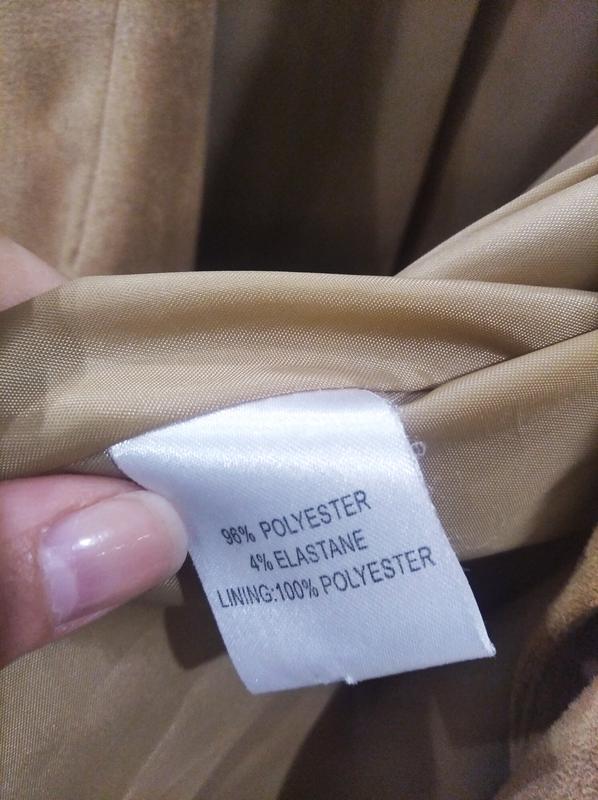 96% POLYESTER
4% ELASTANE
LINING:100% POLYESTER